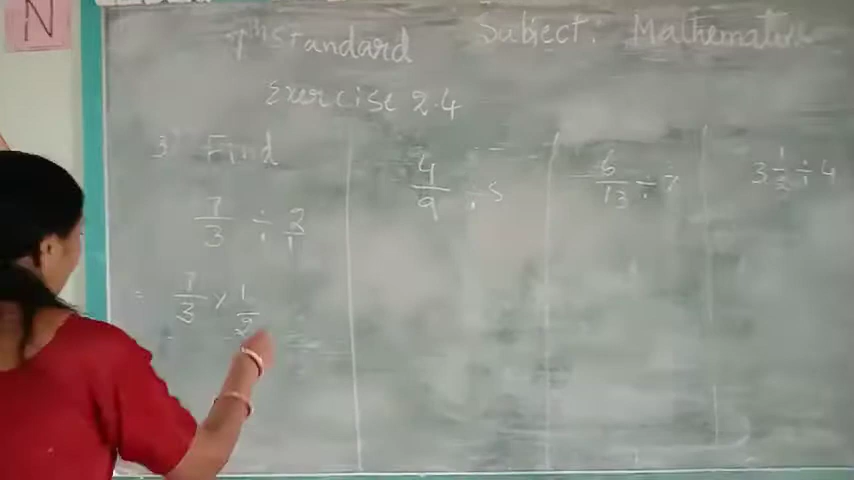 N
7th Standard Subject: Mathematics
Exercise 2.4
3) Find
7/3 ÷ 2/1
= 7/3 × 1/2
4/9 ÷ 5
6/13 ÷ 7
3 1/2 ÷ 4